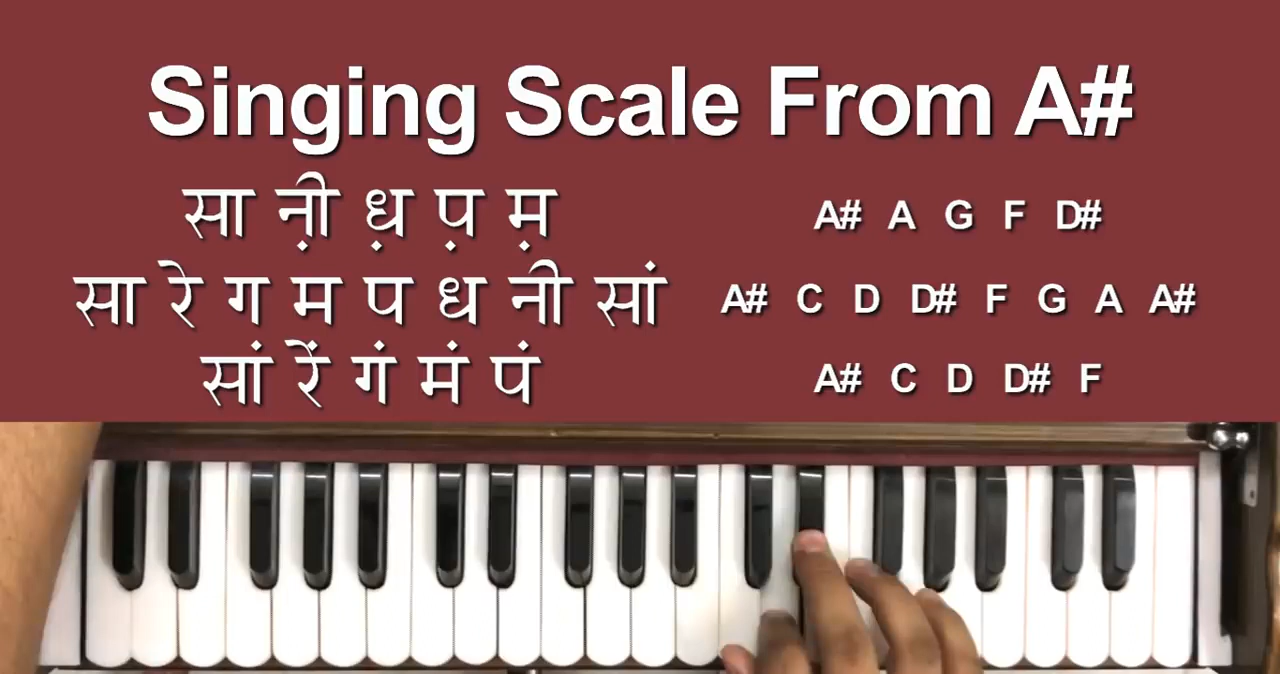 Singing Scale From A#
सा ऩी ध़ प़ म़ A# A G F D#
सा रे ग म प ध नी सां A# C D D# F G A A#
सां रें गं मं पं A# C D D# F